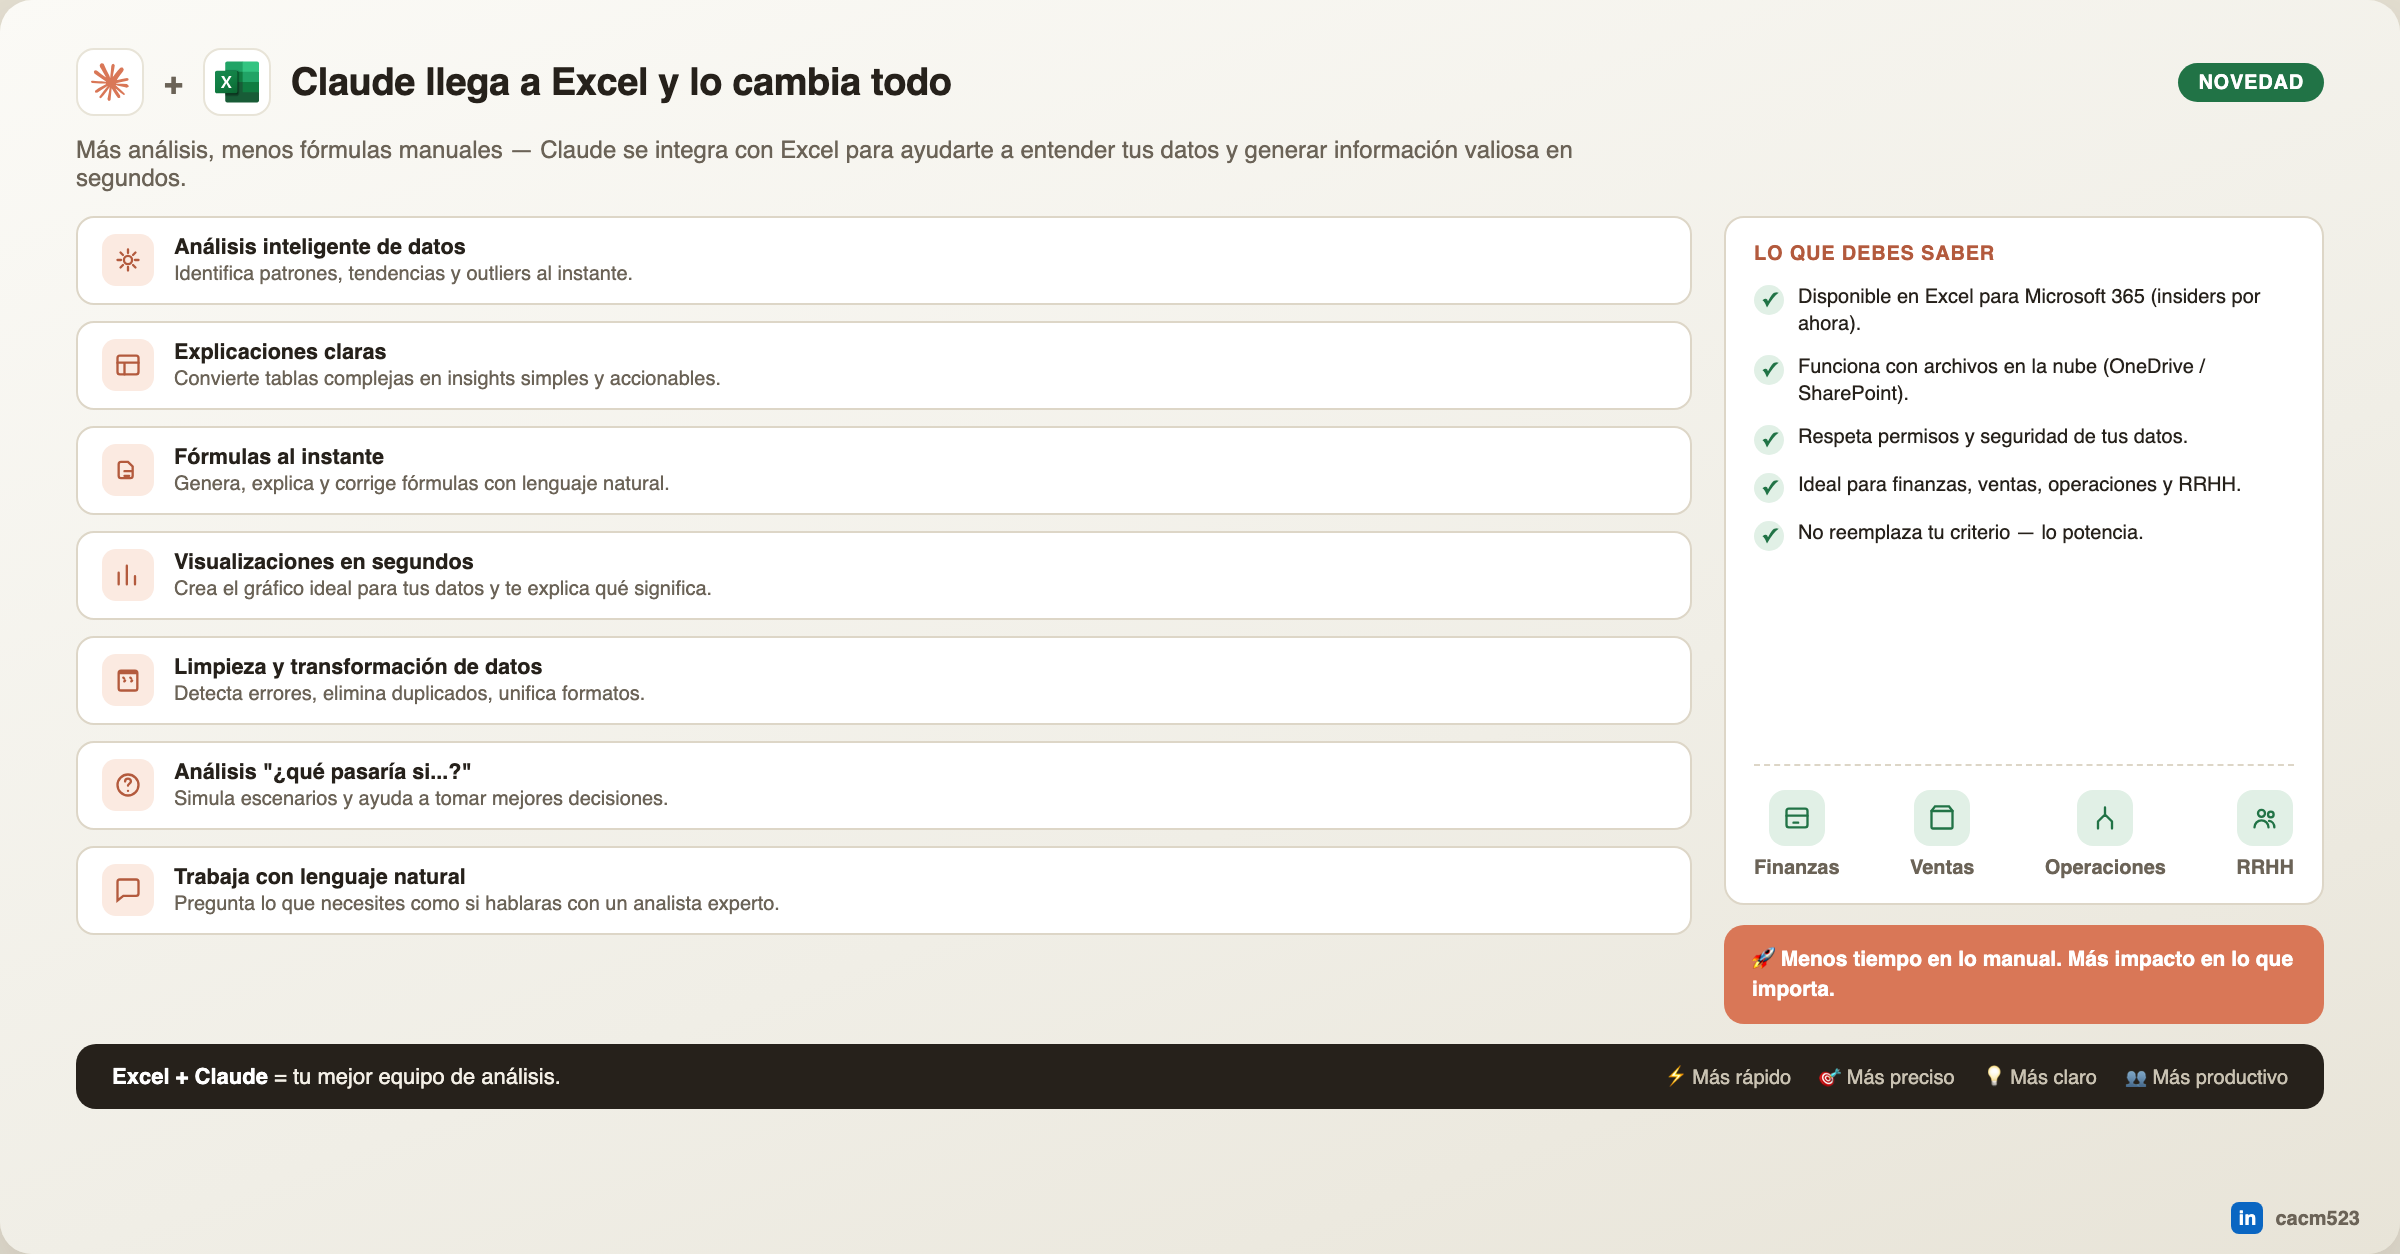 X
+
Claude llega a Excel y lo cambia todo
NOVEDAD
Más análisis, menos fórmulas manuales — Claude se integra con Excel para ayudarte a entender tus datos y generar información valiosa en
segundos.
Análisis inteligente de datos
Identifica patrones, tendencias y outliers al instante.
Explicaciones claras
Convierte tablas complejas en insights simples y accionables.
Fórmulas al instante
Genera, explica y corrige fórmulas con lenguaje natural.
Visualizaciones en segundos
Crea el gráfico ideal para tus datos y te explica qué significa.
Limpieza y transformación de datos
Detecta errores, elimina duplicados, unifica formatos.
Análisis "¿qué pasaría si...?"
Simula escenarios y ayuda a tomar mejores decisiones.
Trabaja con lenguaje natural
Pregunta lo que necesites como si hablaras con un analista experto.
LO QUE DEBES SABER
Disponible en Excel para Microsoft 365 (insiders por
ahora).
Funciona con archivos en la nube (OneDrive /
SharePoint).
Respeta permisos y seguridad de tus datos.
Ideal para finanzas, ventas, operaciones y RRHH.
No reemplaza tu criterio — lo potencia.
Finanzas
Ventas
Operaciones
RRHH
🚀 Menos tiempo en lo manual. Más impacto en lo que
importa.
Excel + Claude = tu mejor equipo de análisis.
⚡ Más rápido
🎯 Más preciso
💡 Más claro
👥 Más productivo
in cacm523